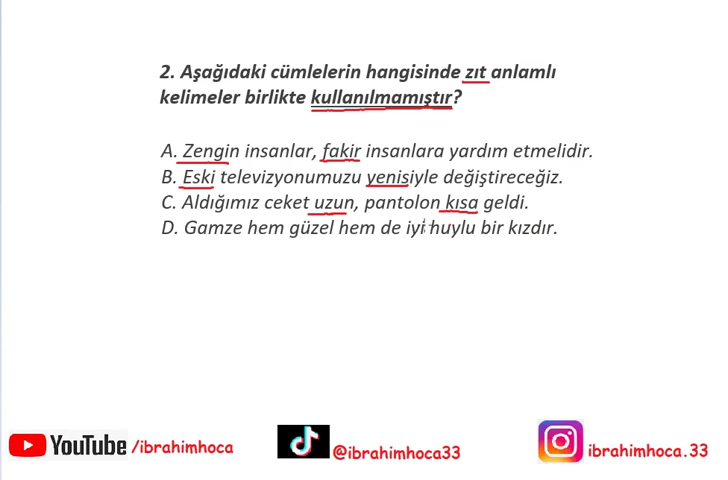 2. Aşağıdaki cümlelerin hangisinde zıt anlamlı
kelimeler birlikte kullanılmamıştır?
A. Zengin insanlar, fakir insanlara yardım etmelidir.
B. Eski televizyonumuzu yenisiyle değiştireceğiz.
C. Aldığımız ceket uzun, pantolon kısa geldi.
D. Gamze hem güzel hem de iyi huylu bir kızdır.
YouTube /ibrahimhoca
@ibrahimhoca33
ibrahimhoca.33